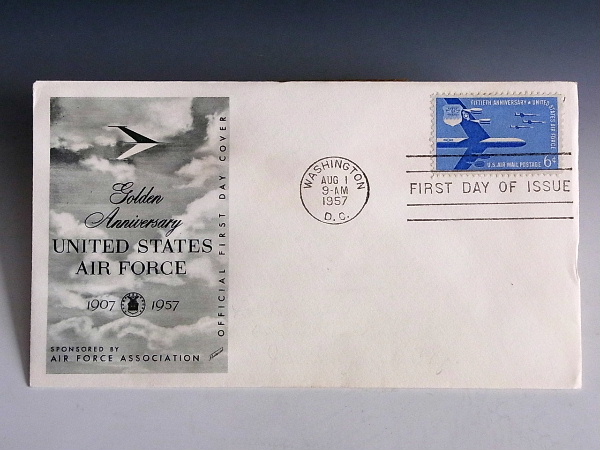 Golden
Anniversary
UNITED STATES
AIR FORCE
1907 1957
SPONSORED BY
AIR FORCE ASSOCIATION
OFFICIAL FIRST DAY COVER
WASHINGTON
AUG 1
9-AM
1957
D.C.
FIFTIETH ANNIVERSARY ★ UNITED STATES AIR FORCE
U.S. AIR MAIL POSTAGE 6¢
FIRST DAY OF ISSUE